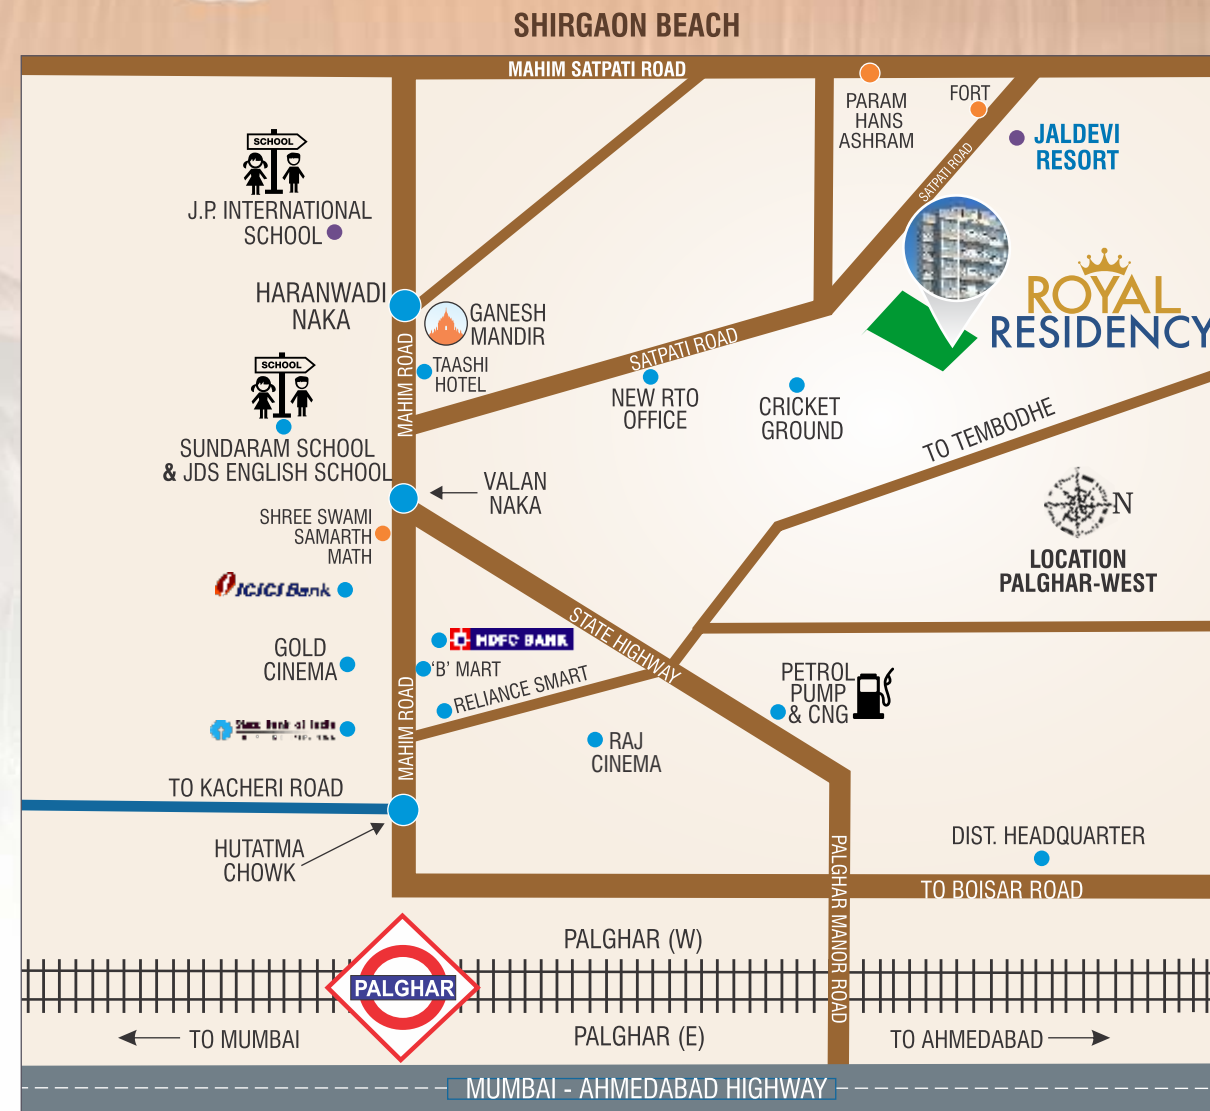 SHIRGAON BEACH
MAHIM SATPATI ROAD
PARAM
HANS
ASHRAM
FORT
SATPATI ROAD
JALDEVI
RESORT
SCHOOL
J.P. INTERNATIONAL
SCHOOL
HARANWADI
NAKA
GANESH
MANDIR
TAASHI
HOTEL
MAHIM ROAD
SATPATI ROAD
NEW RTO
OFFICE
CRICKET
GROUND
ROYAL
RESIDENCY
SCHOOL
SUNDARAM SCHOOL
& JDS ENGLISH SCHOOL
TO TEMBODHE
VALAN
NAKA
N
LOCATION
PALGHAR-WEST
SHREE SWAMI
SAMARTH
MATH
ICICI Bank
STATE HIGHWAY
HDFC BANK
GOLD
CINEMA
'B' MART
RELIANCE SMART
PETROL
PUMP
& CNG
MAHIM ROAD
State Bank of India
RAJ
CINEMA
TO KACHERI ROAD
HUTATMA
CHOWK
DIST. HEADQUARTER
TO BOISAR ROAD
PALGHAR MANOR ROAD
PALGHAR (W)
PALGHAR
TO MUMBAI
PALGHAR (E)
TO AHMEDABAD
MUMBAI - AHMEDABAD HIGHWAY